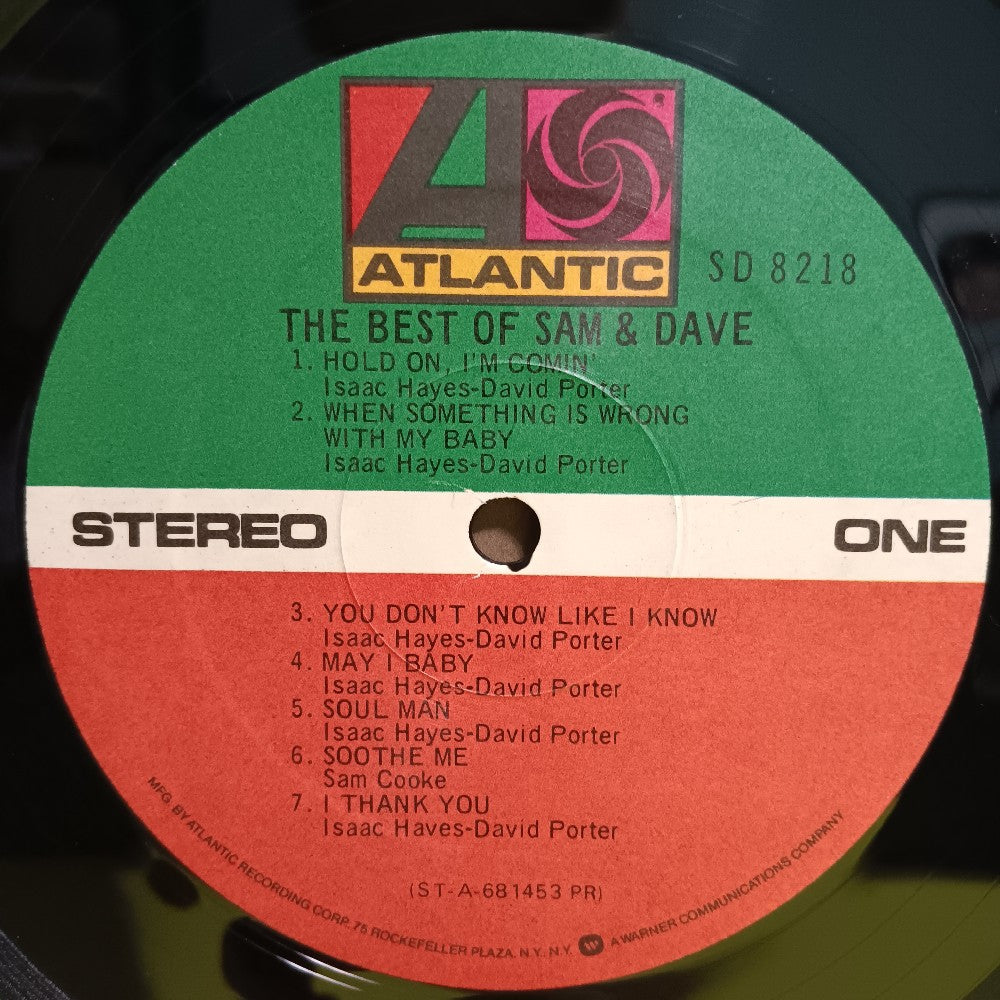 ATLANTIC
SD 8218
THE BEST OF SAM & DAVE
1. HOLD ON, I'M COMIN'
Isaac Hayes-David Porter
2. WHEN SOMETHING IS WRONG
WITH MY BABY
Isaac Hayes-David Porter
STEREO
ONE
3. YOU DON'T KNOW LIKE I KNOW
Isaac Hayes-David Porter
4. MAY I BABY
Isaac Hayes-David Porter
5. SOUL MAN
Isaac Hayes-David Porter
6. SOOTHE ME
Sam Cooke
7. I THANK YOU
Isaac Hayes-David Porter
(ST-A-681453 PR)
MFG. BY ATLANTIC RECORDING CORP. 75 ROCKEFELLER PLAZA, N.Y. N.Y. A WARNER COMMUNICATIONS COMPANY